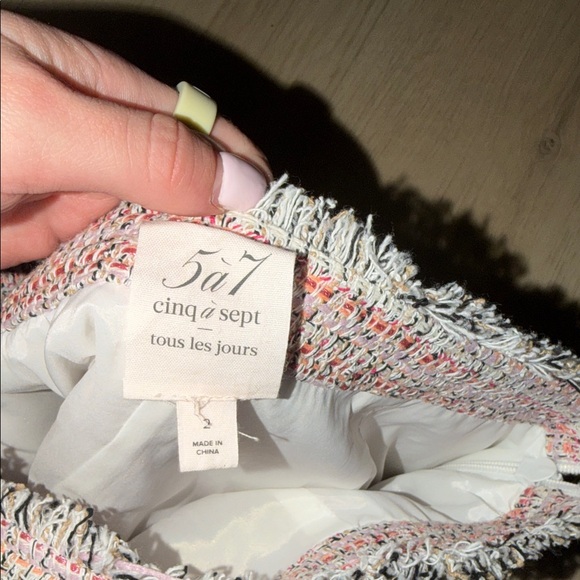 5à7
cinq à sept
tous les jours
2
MADE IN
CHINA